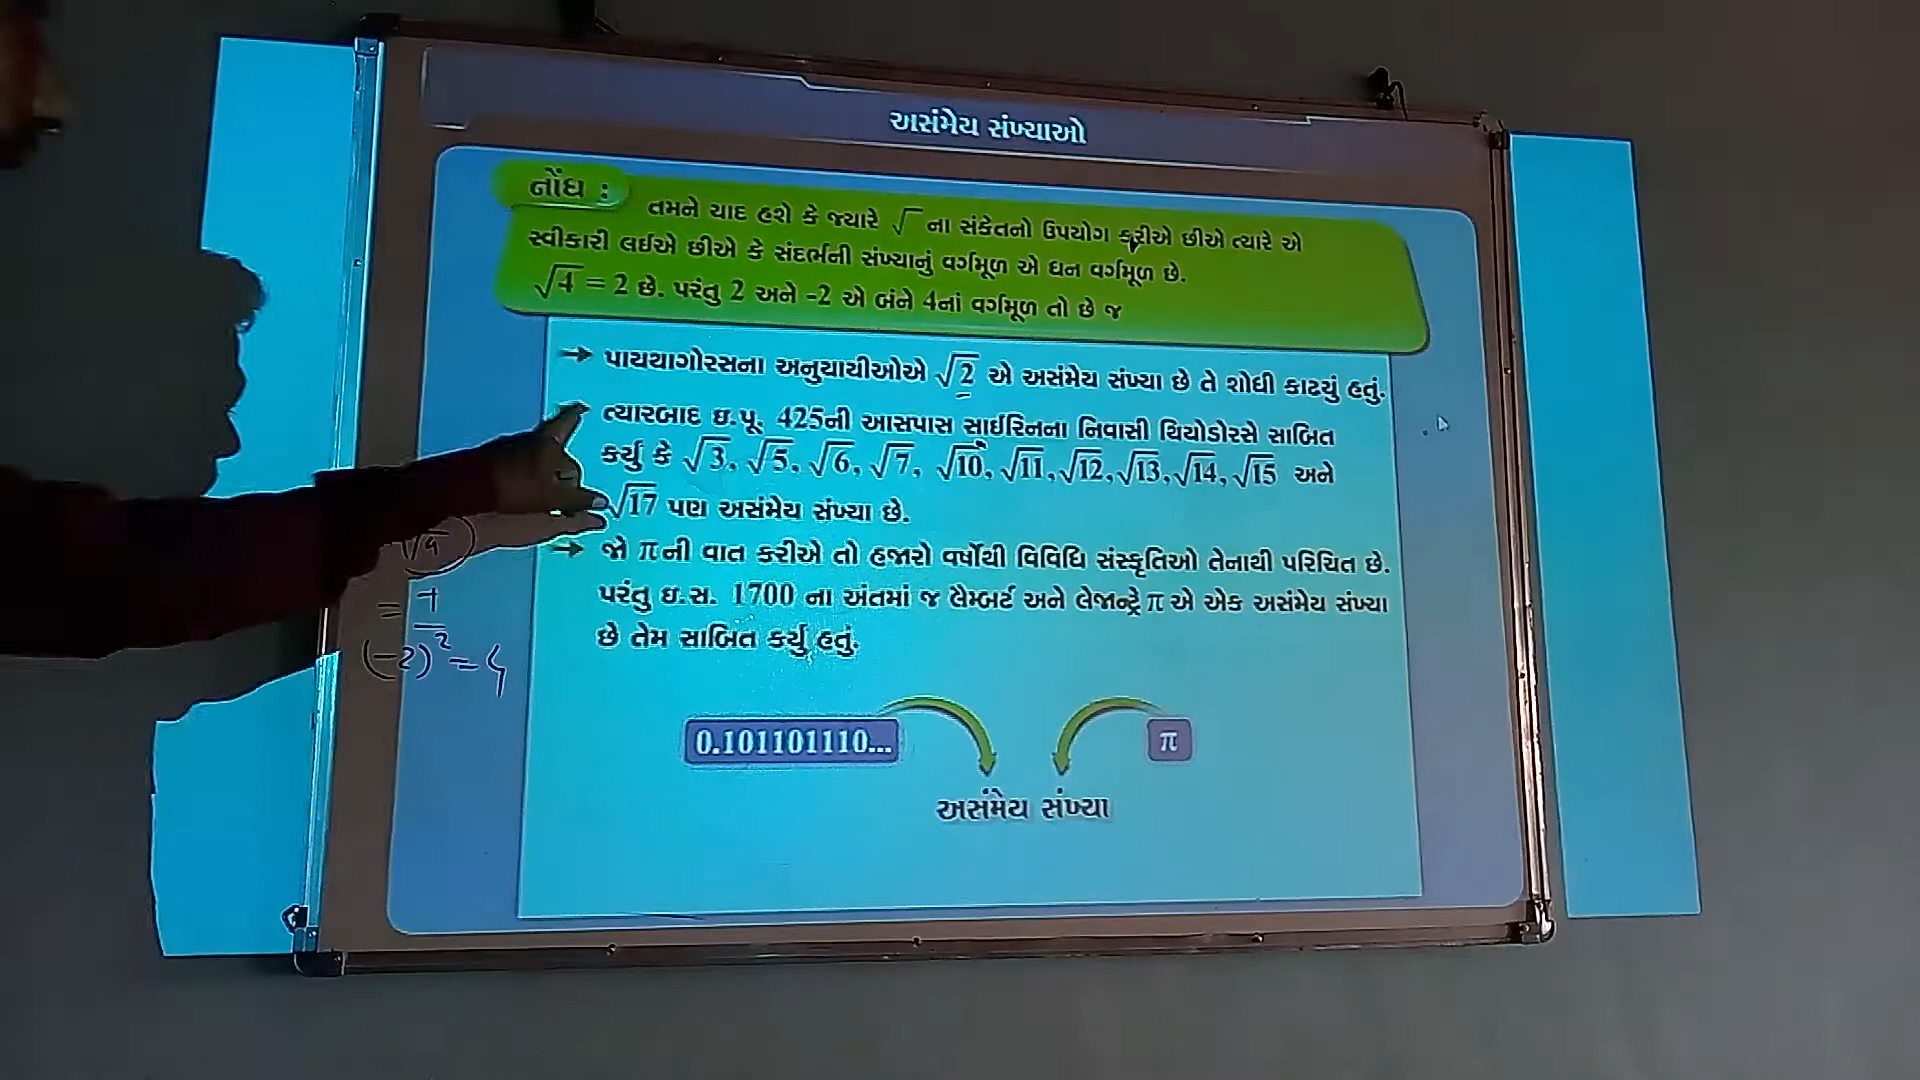 અસંમેય સંખ્યાઓ
નોંધ :
તમને યાદ હશે કે જ્યારે √ ના સંકેતનો ઉપયોગ કરીએ છીએ ત્યારે એ
સ્વીકારી લઈએ છીએ કે સંદર્ભની સંખ્યાનું વર્ગમૂળ એ ધન વર્ગમૂળ છે.
√4 = 2 છે. પરંતુ 2 અને -2 એ બંને 4નાં વર્ગમૂળ તો છે જ
→ પાયથાગોરસના અનુયાયીઓએ √2 એ અસંમેય સંખ્યા છે તે શોધી કાઢ્યું હતું.
ત્યારબાદ ઇ.પૂ. 425ની આસપાસ સાઈરિનના નિવાસી થિયોડોરસે સાબિત
કર્યુ કે √3, √5, √6, √7, √10, √11, √12, √13, √14, √15 અને
√17 પણ અસંમેય સંખ્યા છે.
→ જો π ની વાત કરીએ તો હજારો વર્ષોથી વિવિધિ સંસ્કૃતિઓ તેનાથી પરિચિત છે.
પરંતુ ઇ.સ. 1700 ના અંતમાં જ લેમ્બર્ટ અને લેજાન્ટ્રે π એ એક અસંમેય સંખ્યા
છે તેમ સાબિત કર્યુ હતું.
(-2)² = 4
0.101101110...
π
અસંમેય સંખ્યા